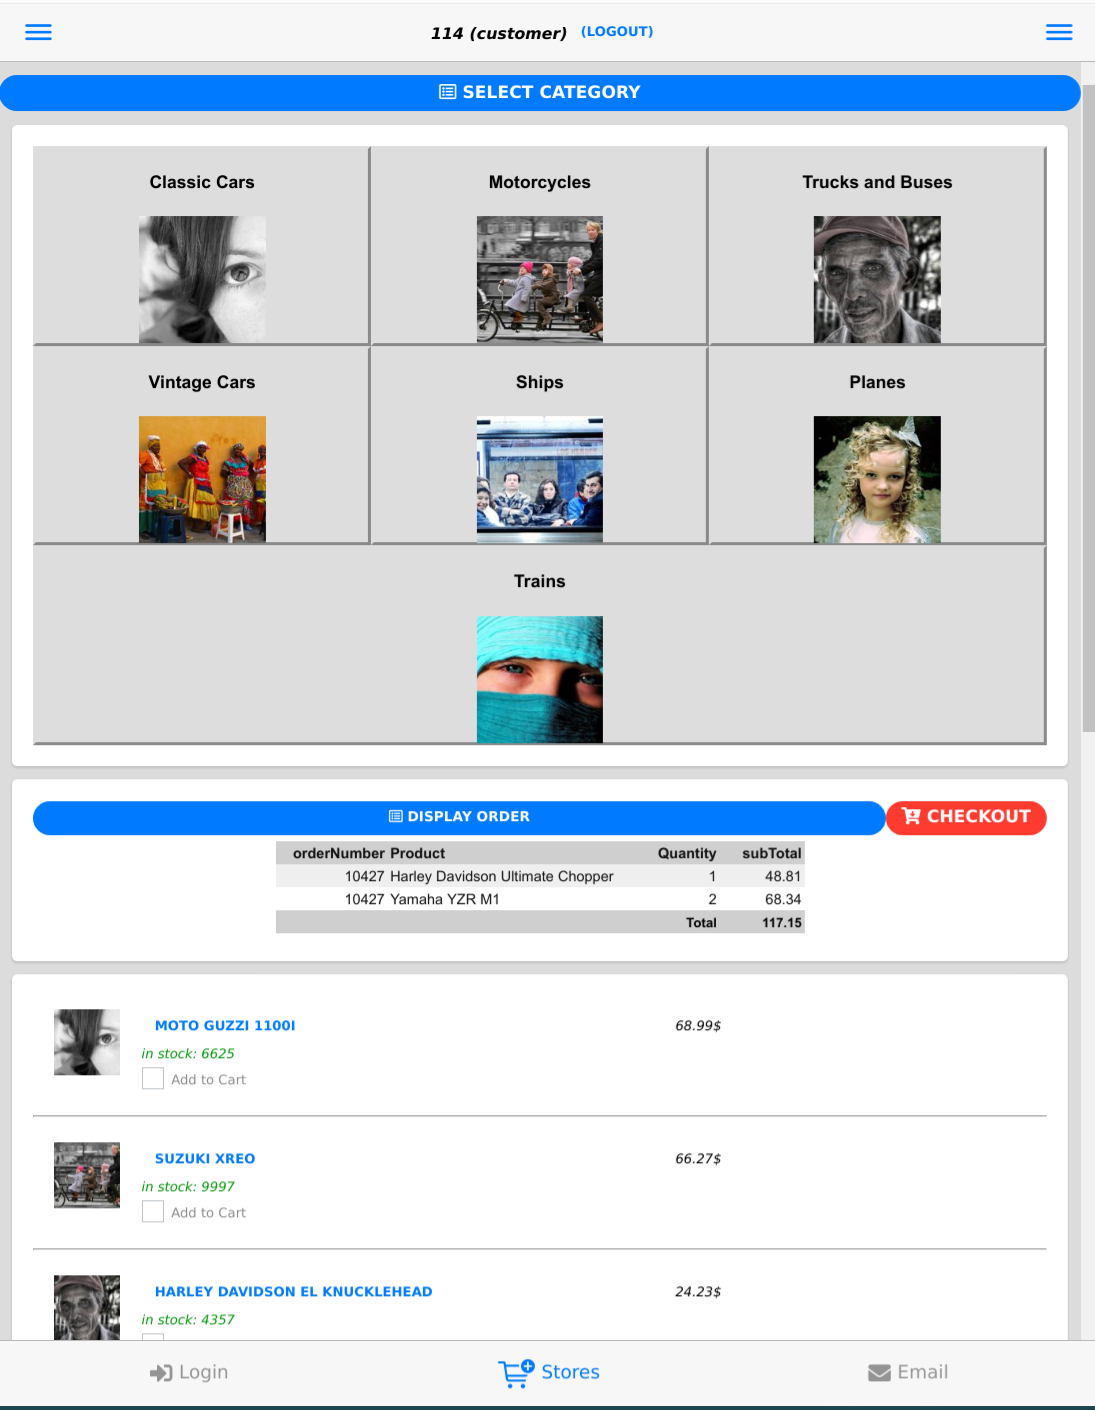 114 (customer) (LOGOUT)
SELECT CATEGORY
Classic Cars Motorcycles Trucks and Buses
Vintage Cars Ships Planes
Trains
DISPLAY ORDER CHECKOUT
orderNumber Product Quantity subTotal
10427 Harley Davidson Ultimate Chopper 1 48.81
10427 Yamaha YZR M1 2 68.34
Total 117.15
MOTO GUZZI 1100I 68.99$
in stock: 6625
Add to Cart
SUZUKI XREO 66.27$
in stock: 9997
Add to Cart
HARLEY DAVIDSON EL KNUCKLEHEAD 24.23$
in stock: 4357
Login Stores Email